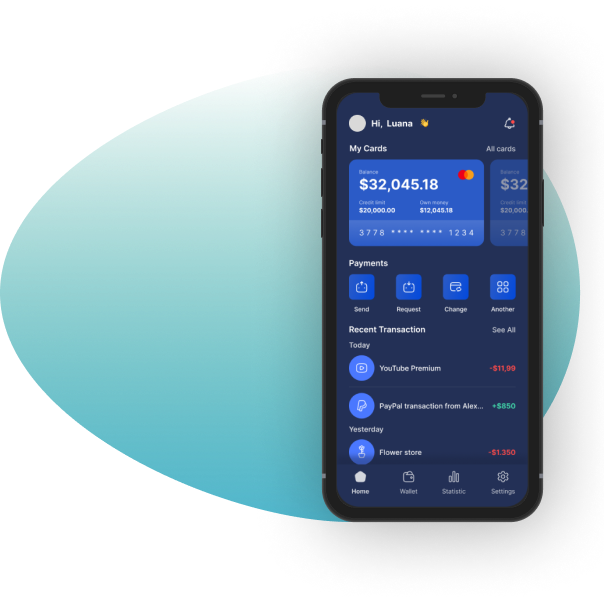 Hi, Luana 👋
My Cards All cards
Balance
$32,045.18
Credit limit Own money
$20,000.00 $12,045.18
3778 **** **** 1234
Balance
$32
Credit limit
$20,000.
3778
Payments
Send Request Change Another
Recent Transaction See All
Today
YouTube Premium -$11,99
PayPal transaction from Alex... +$850
Yesterday
Flower store -$1.350
Home Wallet Statistic Settings